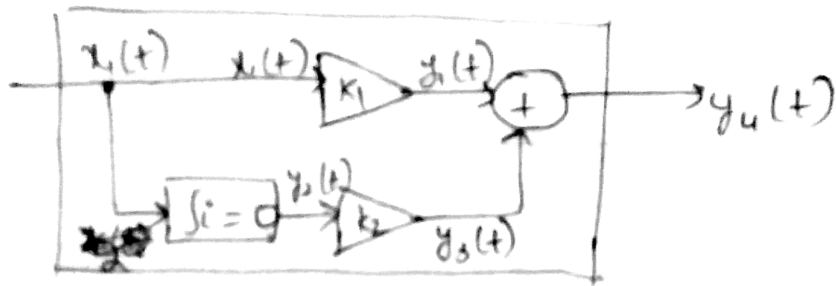 x₁(t) x₁(t) K₁ y₁(t) + y₄(t)
∫i = 0 y₂(t) k₂ y₃(t)